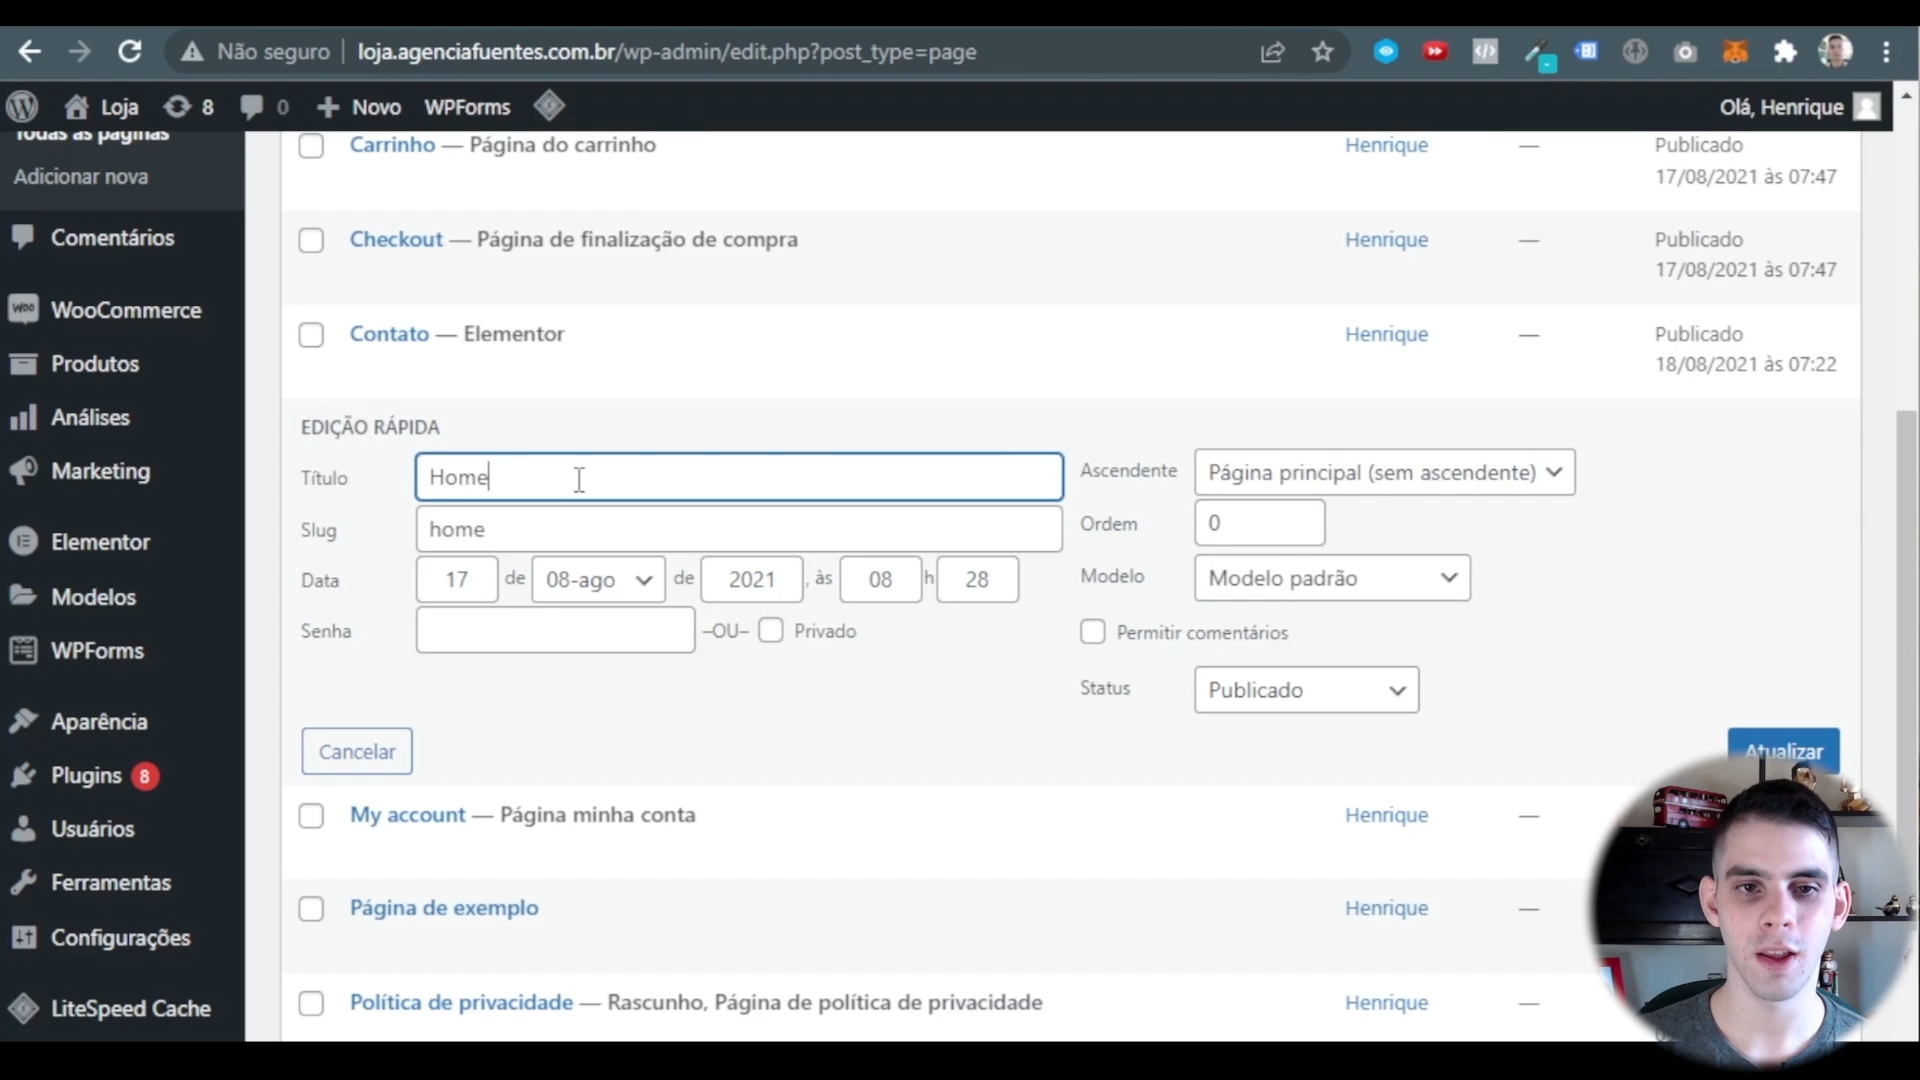 Não seguro loja.agenciafuentes.com.br/wp-admin/edit.php?post_type=page
Loja 8 0 Novo WPForms Olá, Henrique
Todas as páginas
Adicionar nova
Comentários
WooCommerce
Produtos
Análises
Marketing
Elementor
Modelos
WPForms
Aparência
Plugins 8
Usuários
Ferramentas
Configurações
LiteSpeed Cache
Carrinho — Página do carrinho Henrique — Publicado
17/08/2021 às 07:47
Checkout — Página de finalização de compra Henrique — Publicado
17/08/2021 às 07:47
Contato — Elementor Henrique — Publicado
18/08/2021 às 07:22
EDIÇÃO RÁPIDA
Título Home
Slug home
Data 17 de 08-ago de 2021 , às 08 h 28
Senha –OU– Privado
Ascendente Página principal (sem ascendente)
Ordem 0
Modelo Modelo padrão
Permitir comentários
Status Publicado
Cancelar Atualizar
My account — Página minha conta Henrique —
Página de exemplo Henrique —
Política de privacidade — Rascunho, Página de política de privacidade Henrique —